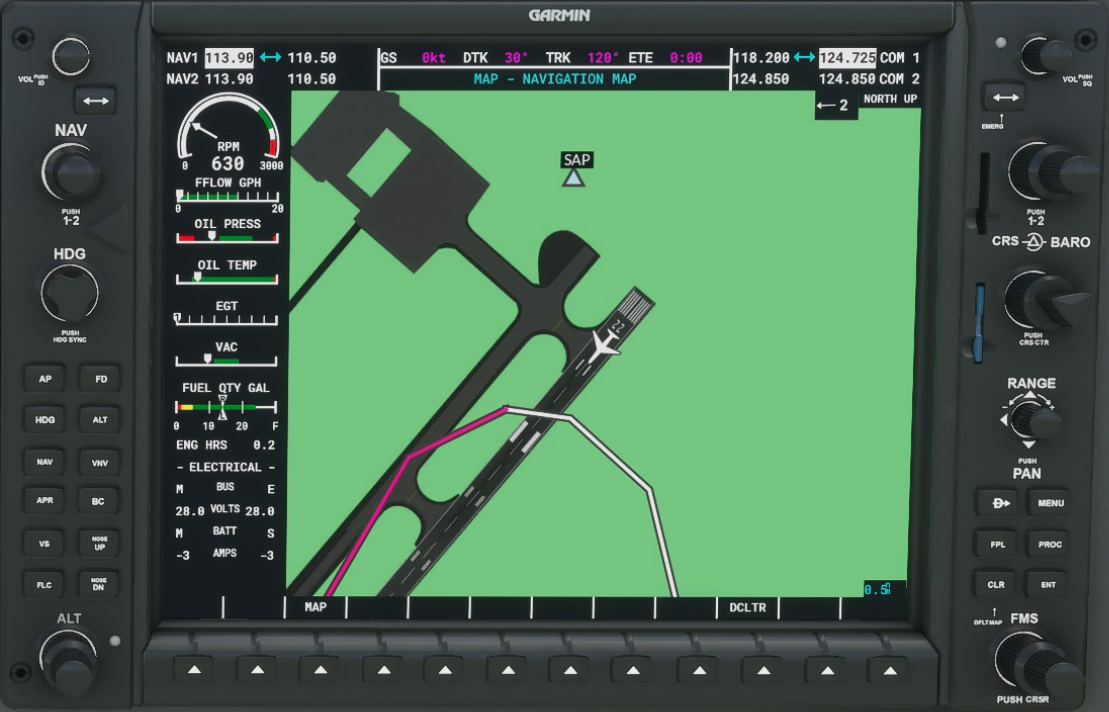 GARMIN
NAV1 113.90 ↔ 110.50 GS 0kt DTK 30° TRK 120° ETE 0:00 118.200 ↔ 124.725 COM 1
NAV2 113.90 110.50 MAP - NAVIGATION MAP 124.850 124.850 COM 2
VOL PUSH ID
VOL PUSH SQ
←2 NORTH UP
EMERG
NAV
PUSH
1-2
PUSH
1-2
CRS BARO
HDG
PUSH
HDG SYNC
PUSH
CRS CTR
AP FD
HDG ALT
NAV VNV
APR BC
VS NOSE UP
FLC NOSE DN
ALT
RPM
0 630 3000
FFLOW GPH
0 20
OIL PRESS
OIL TEMP
EGT
1
VAC
FUEL QTY GAL
R
L
0 10 20 F
ENG HRS 0.2
- ELECTRICAL -
M BUS E
28.0 VOLTS 28.0
M BATT S
-3 AMPS -3
SAP
22
0.5nm
MAP DCLTR
RANGE
- +
PUSH
PAN
D MENU
FPL PROC
CLR ENT
DFLT MAP FMS
PUSH CRSR